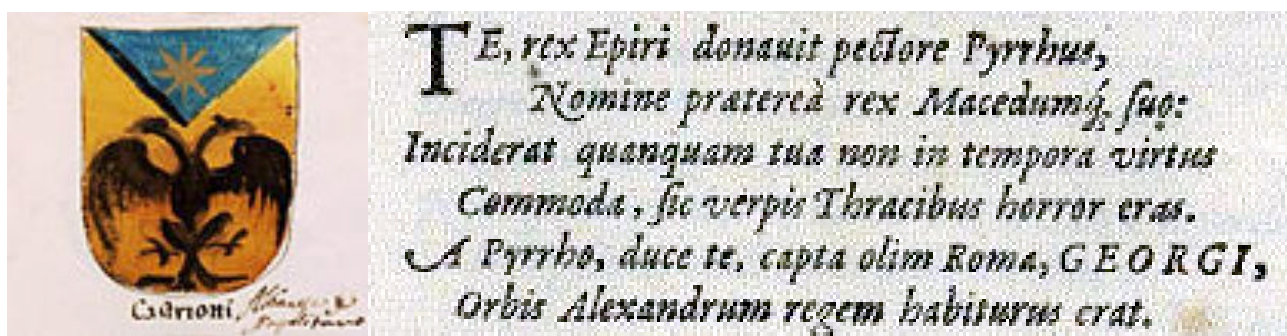 TE, rex Epiri donauit pectore Pyrrhus,
Nomine prætereà rex Macedumq́; suo:
Inciderat quanquam tua non in tempora virtus
Commoda, sic verpis Thracibus horror eras.
A Pyrrho, duce te, capta olim Roma, GEORGI,
Orbis Alexandrum regem habiturus erat.